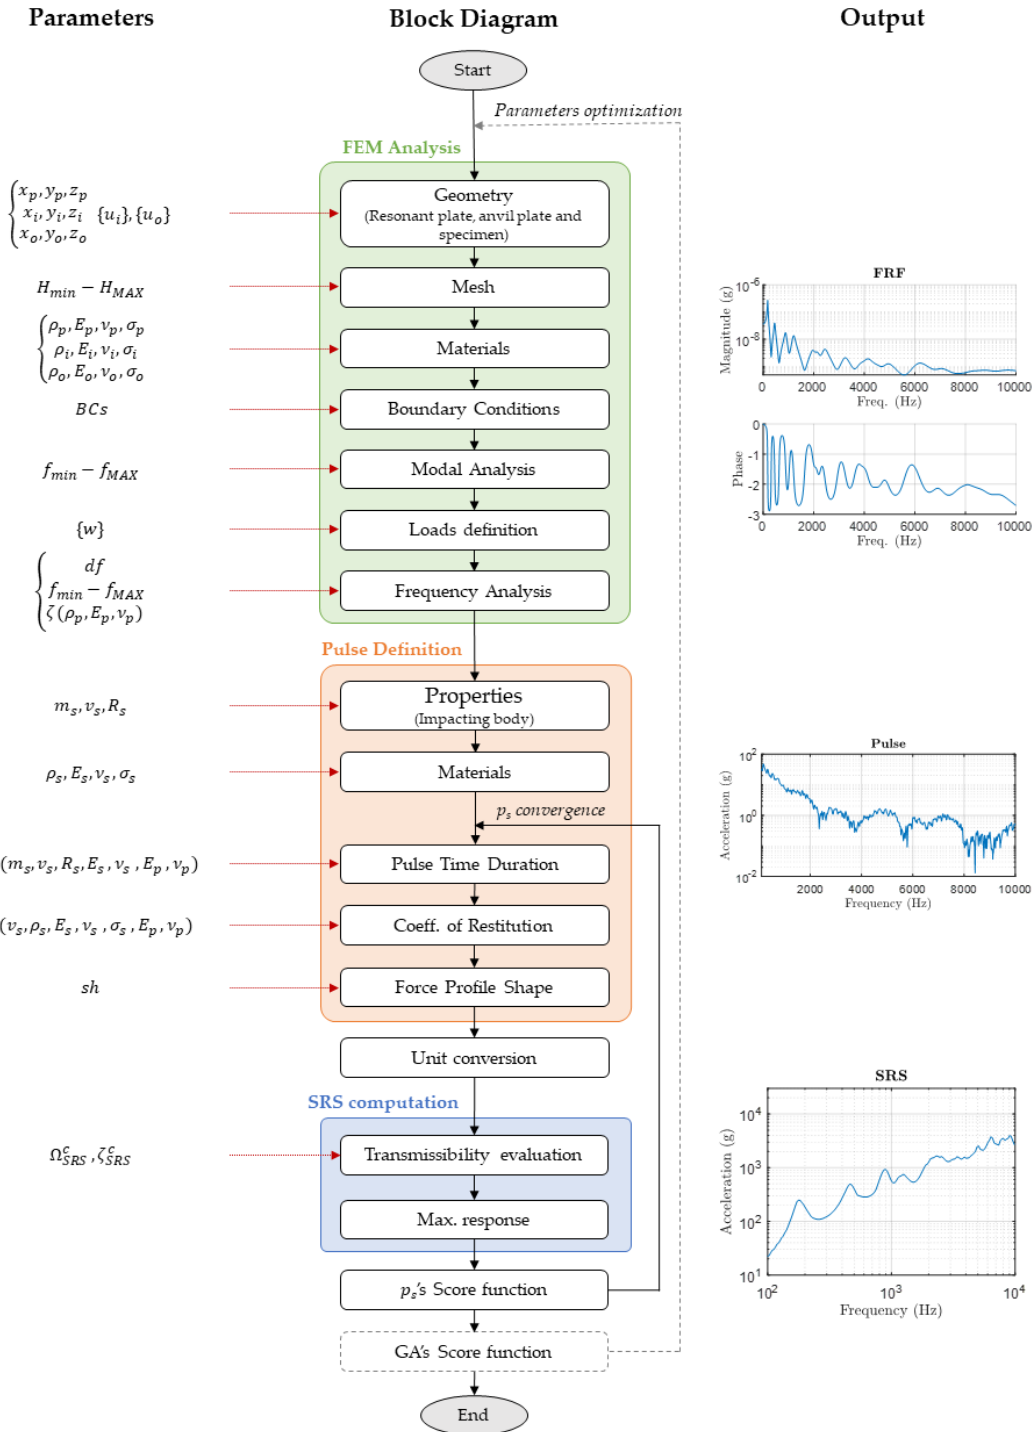 Parameters
Block Diagram
Output
Start
Parameters optimization
FEM Analysis
x_p, y_p, z_p
x_i, y_i, z_i {u_i}, {u_o}
x_o, y_o, z_o
Geometry
(Resonant plate, anvil plate and
specimen)
H_min − H_MAX
Mesh
ρ_p, E_p, ν_p, σ_p
ρ_i, E_i, ν_i, σ_i
ρ_o, E_o, ν_o, σ_o
Materials
BCs
Boundary Conditions
f_min − f_MAX
Modal Analysis
{w}
Loads definition
df
f_min − f_MAX
ζ(ρ_p, E_p, ν_p)
Frequency Analysis
FRF
Magnitude (g)
10^-6
10^-8
0 2000 4000 6000 8000 10000
Freq. (Hz)
Phase
0
-1
-2
-3
0 2000 4000 6000 8000 10000
Freq. (Hz)
Pulse Definition
m_s, v_s, R_s
Properties
(Impacting body)
ρ_s, E_s, ν_s, σ_s
Materials
p_s convergence
(m_s, v_s, R_s, E_s, ν_s, E_p, ν_p)
Pulse Time Duration
(v_s, ρ_s, E_s, ν_s, σ_s, E_p, ν_p)
Coeff. of Restitution
sh
Force Profile Shape
Pulse
Acceleration (g)
10^2
10^0
10^-2
2000 4000 6000 8000 10000
Frequency (Hz)
Unit conversion
SRS computation
Ω^c_SRS, ζ^c_SRS
Transmissibility evaluation
Max. response
p_s's Score function
GA's Score function
End
SRS
Acceleration (g)
10^4
10^3
10^2
10^1
10^2 10^3 10^4
Frequency (Hz)